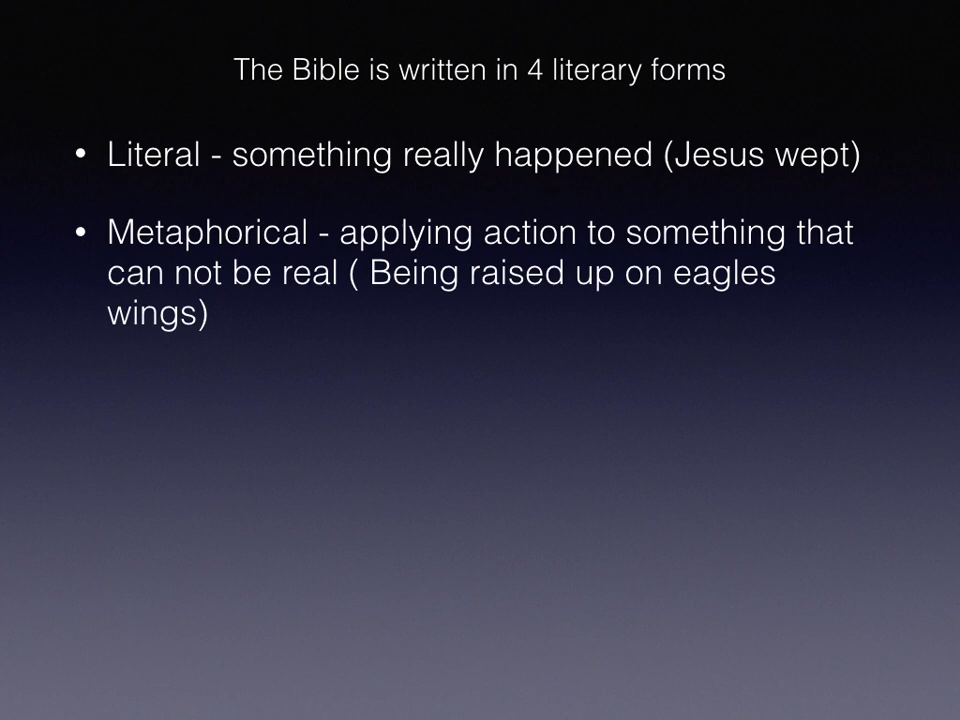 The Bible is written in 4 literary forms
• Literal - something really happened (Jesus wept)
• Metaphorical - applying action to something that
can not be real ( Being raised up on eagles
wings)